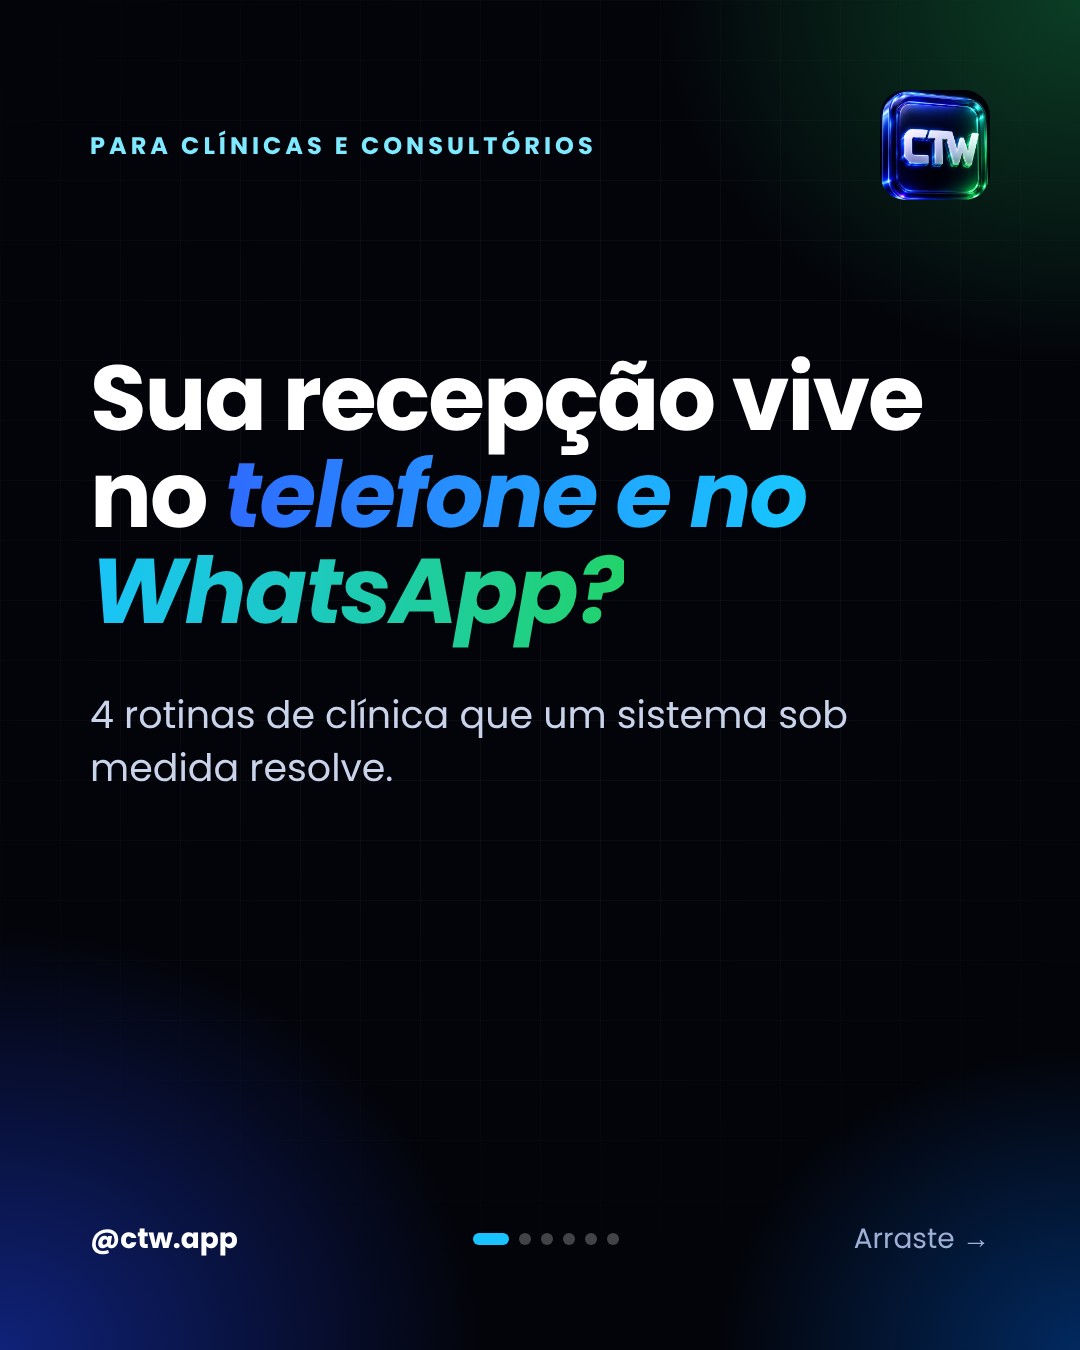 PARA CLÍNICAS E CONSULTÓRIOS
CTW
Sua recepção vive
no telefone e no
WhatsApp?
4 rotinas de clínica que um sistema sob
medida resolve.
@ctw.app
Arraste →